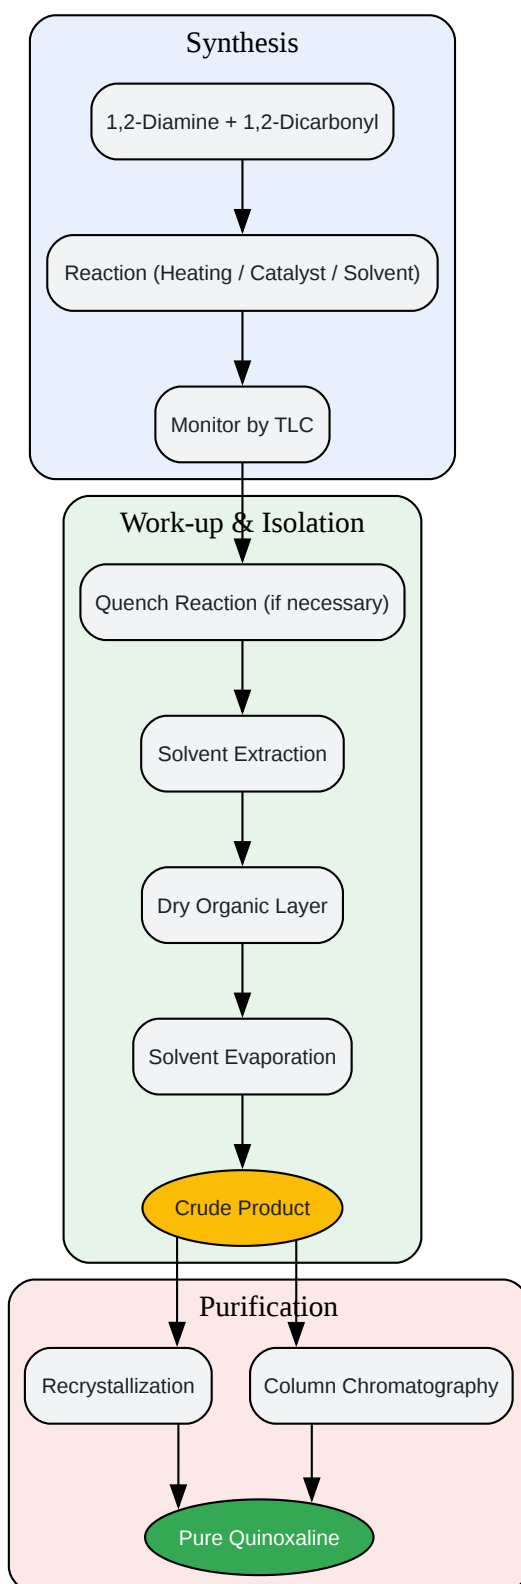 Synthesis
1,2-Diamine + 1,2-Dicarbonyl
Reaction (Heating / Catalyst / Solvent)
Monitor by TLC
Work-up & Isolation
Quench Reaction (if necessary)
Solvent Extraction
Dry Organic Layer
Solvent Evaporation
Crude Product
Purification
Recrystallization
Column Chromatography
Pure Quinoxaline